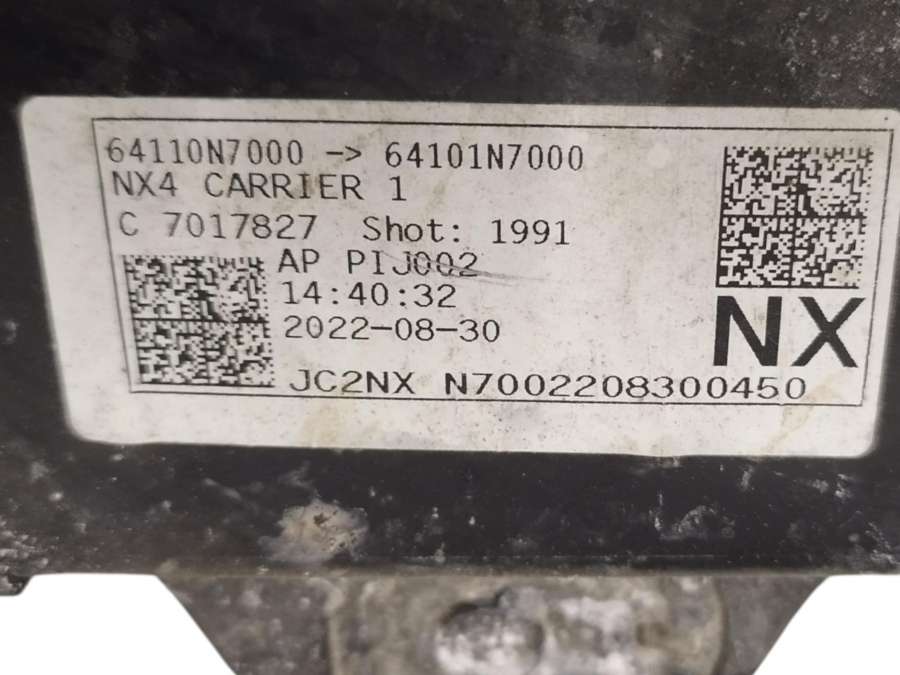 64110N7000 -> 64101N7000
NX4 CARRIER 1
C 7017827 Shot: 1991
AP PIJ002
14:40:32
2022-08-30
NX
JC2NX N7002208300450